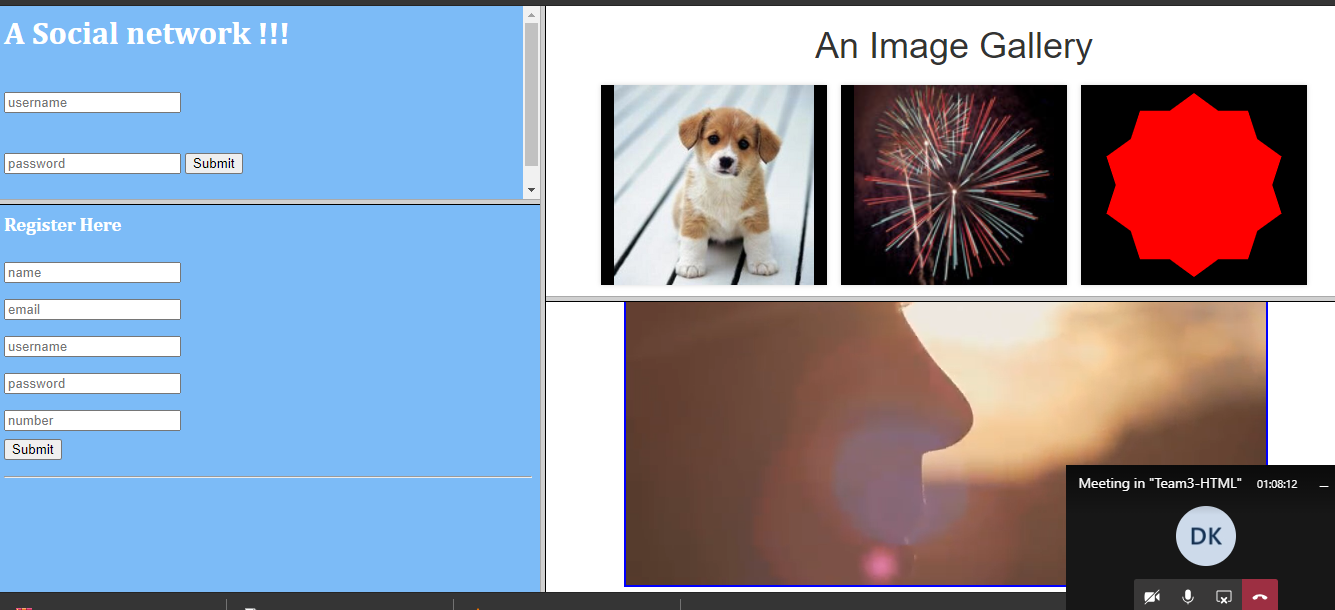 A Social network !!!
username
password Submit
Register Here
name
email
username
password
number
Submit
An Image Gallery
Meeting in "Team3-HTML" 01:08:12
DK